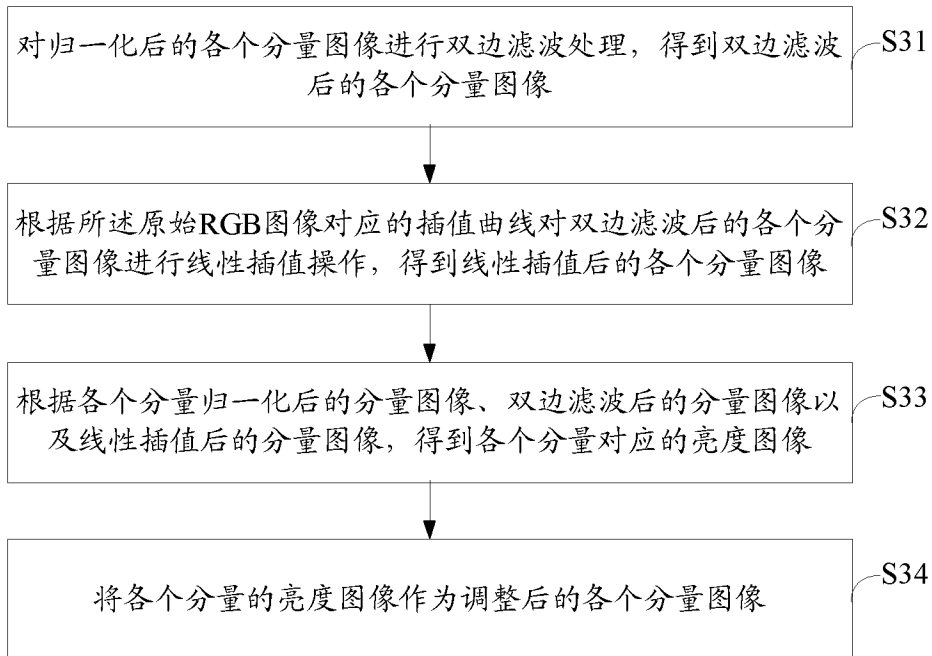 对归一化后的各个分量图像进行双边滤波处理，得到双边滤波
后的各个分量图像
S31
根据所述原始RGB图像对应的插值曲线对双边滤波后的各个分
量图像进行线性插值操作，得到线性插值后的各个分量图像
S32
根据各个分量归一化后的分量图像、双边滤波后的分量图像以
及线性插值后的分量图像，得到各个分量对应的亮度图像
S33
将各个分量的亮度图像作为调整后的各个分量图像
S34